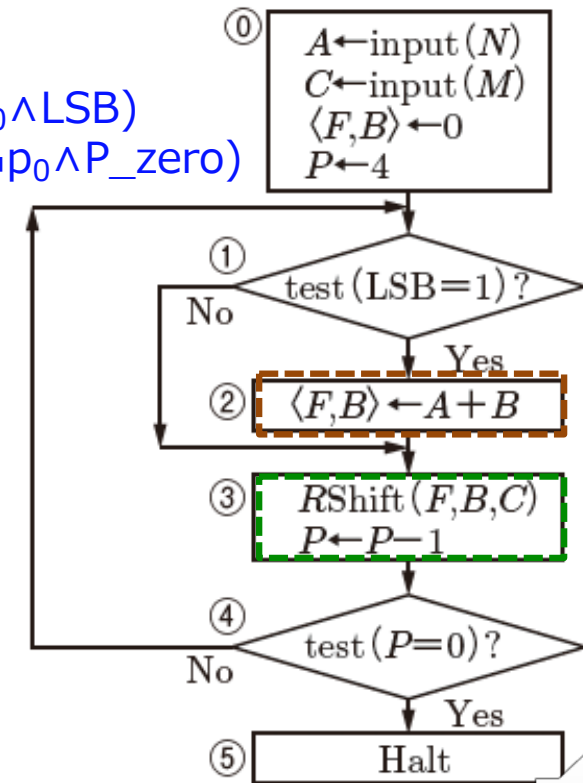 ⓪
A←input(N)
C←input(M)
⟨F,B⟩←0
P←4
₀∧LSB)
p₀∧P_zero)
①
test(LSB=1)?
No
Yes
②
⟨F,B⟩←A+B
③
RShift(F,B,C)
P←P−1
④
test(P=0)?
No
Yes
⑤
Halt